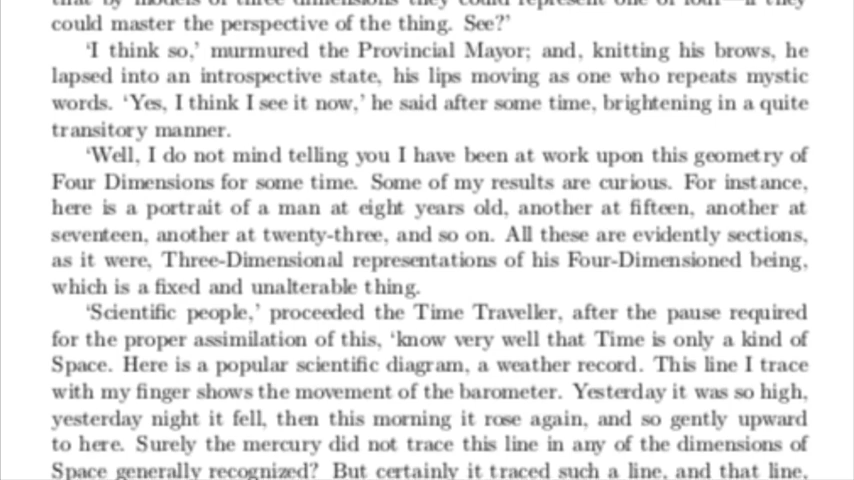 that by models of three dimensions they could represent one of four—if they
could master the perspective of the thing. See?’
‘I think so,’ murmured the Provincial Mayor; and, knitting his brows, he
lapsed into an introspective state, his lips moving as one who repeats mystic
words. ‘Yes, I think I see it now,’ he said after some time, brightening in a quite
transitory manner.
‘Well, I do not mind telling you I have been at work upon this geometry of
Four Dimensions for some time. Some of my results are curious. For instance,
here is a portrait of a man at eight years old, another at fifteen, another at
seventeen, another at twenty-three, and so on. All these are evidently sections,
as it were, Three-Dimensional representations of his Four-Dimensioned being,
which is a fixed and unalterable thing.
‘Scientific people,’ proceeded the Time Traveller, after the pause required
for the proper assimilation of this, ‘know very well that Time is only a kind of
Space. Here is a popular scientific diagram, a weather record. This line I trace
with my finger shows the movement of the barometer. Yesterday it was so high,
yesterday night it fell, then this morning it rose again, and so gently upward
to here. Surely the mercury did not trace this line in any of the dimensions of
Space generally recognized? But certainly it traced such a line, and that line,